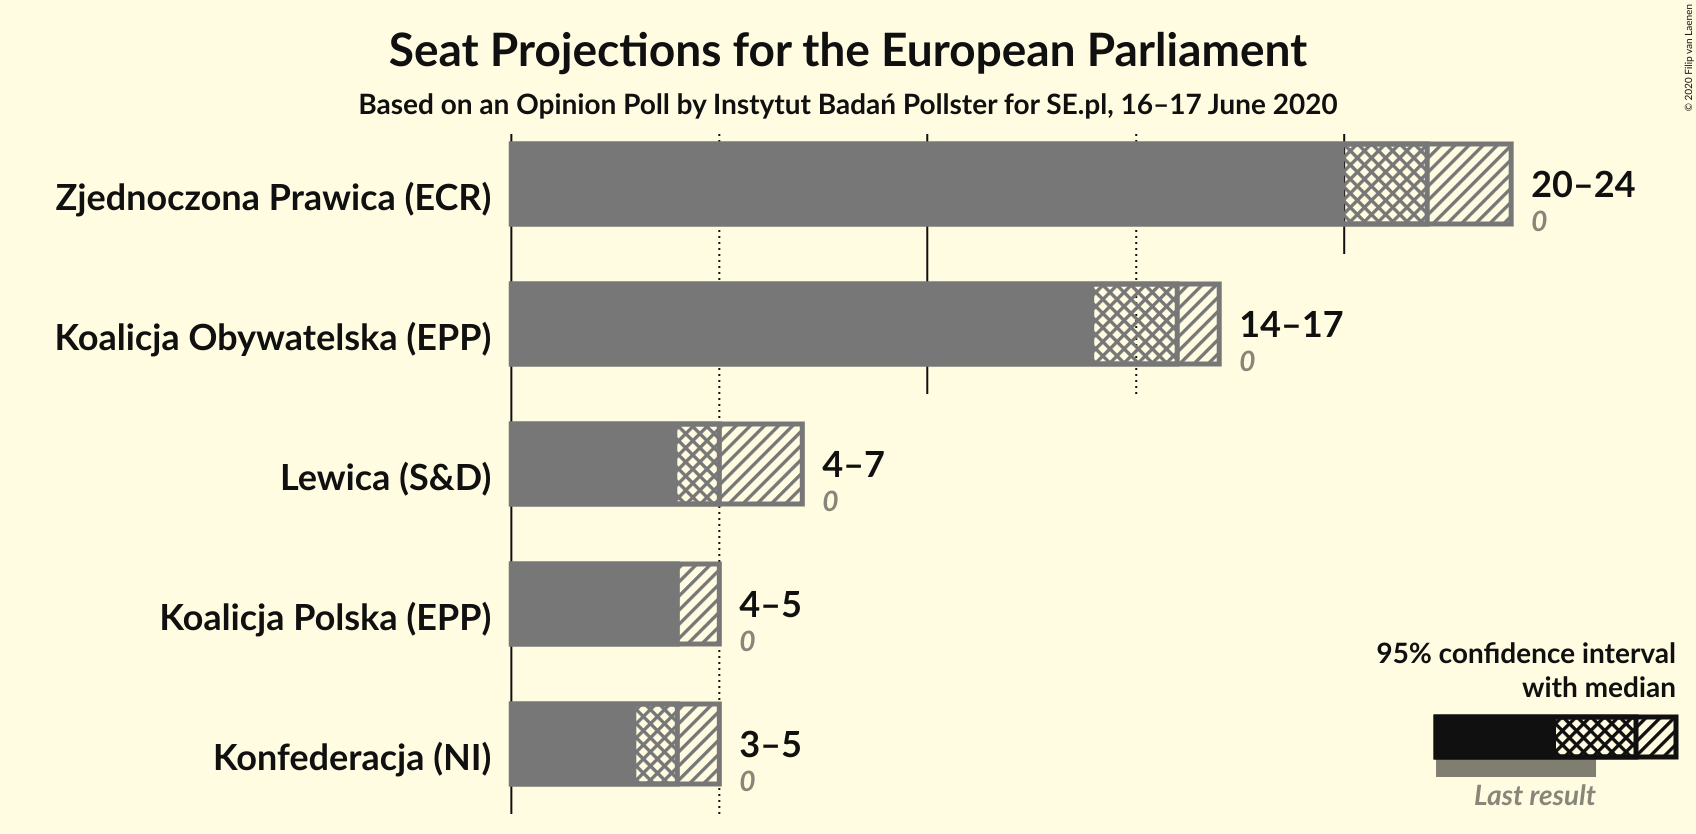 Seat Projections for the European Parliament
Based on an Opinion Poll by Instytut Badań Pollster for SE.pl, 16–17 June 2020
© 2020 Filip van Laenen
Zjednoczona Prawica (ECR)
20–24
0
Koalicja Obywatelska (EPP)
14–17
0
Lewica (S&D)
4–7
0
Koalicja Polska (EPP)
4–5
0
Konfederacja (NI)
3–5
0
95% confidence interval
with median
Last result